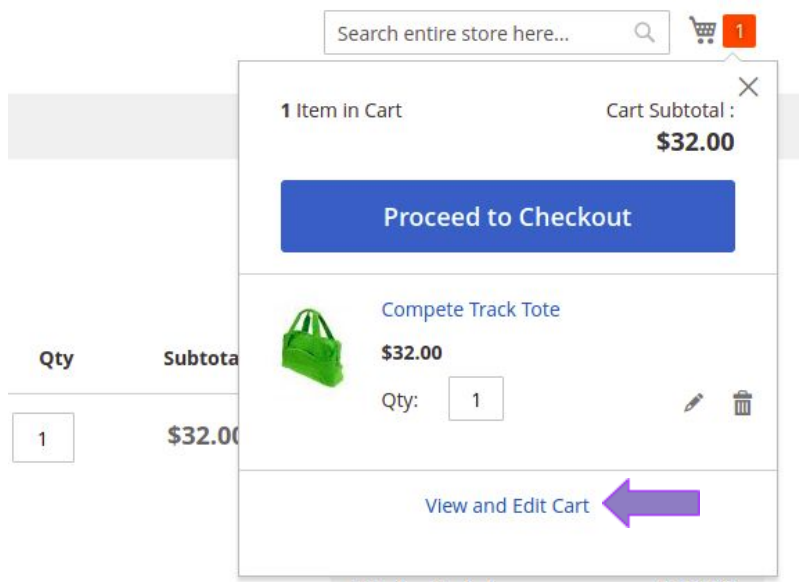 Search entire store here...
1
1 Item in Cart
Cart Subtotal :
$32.00
Proceed to Checkout
Compete Track Tote
$32.00
Qty: 1
View and Edit Cart
Qty Subtota
1 $32.00